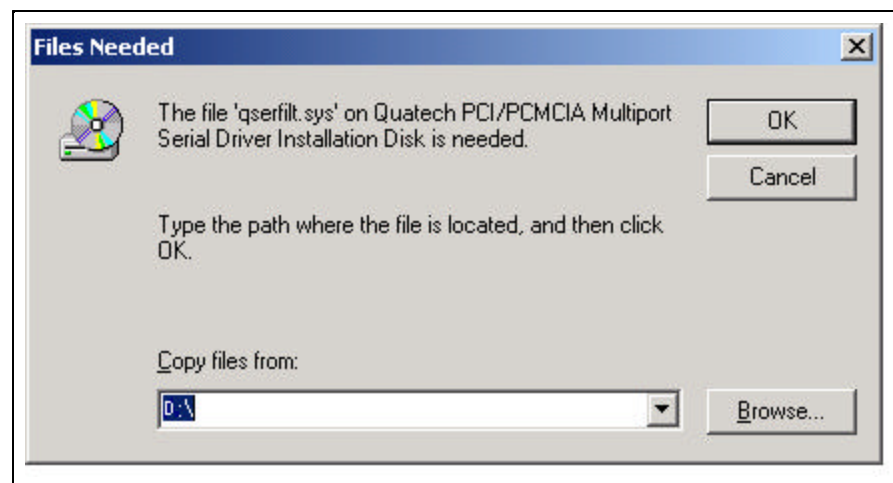 Files Needed
The file 'qserfilt.sys' on Quatech PCI/PCMCIA Multiport
Serial Driver Installation Disk is needed.
OK
Cancel
Type the path where the file is located, and then click
OK.
Copy files from:
D:\
Browse...